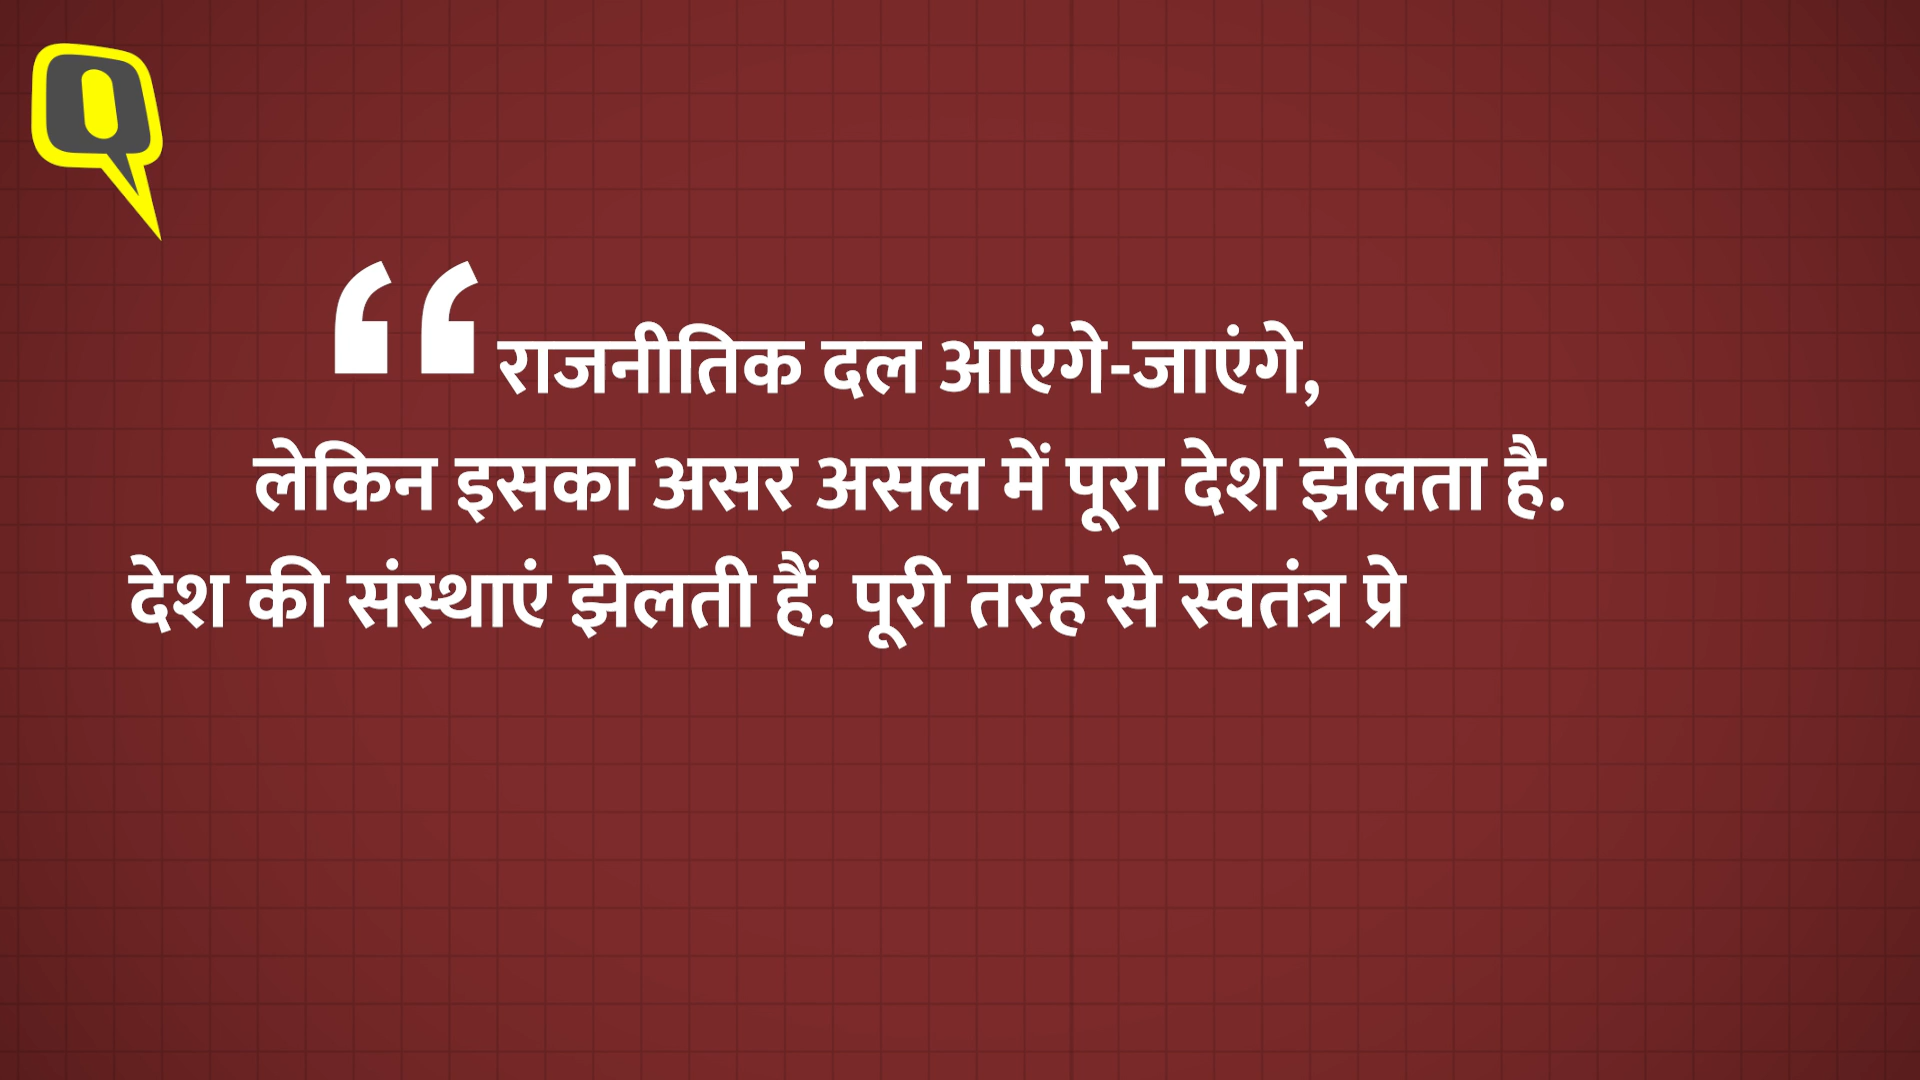 “राजनीतिक दल आएंगे-जाएंगे,
लेकिन इसका असर असल में पूरा देश झेलता है.
देश की संस्थाएं झेलती हैं. पूरी तरह से स्वतंत्र प्रे